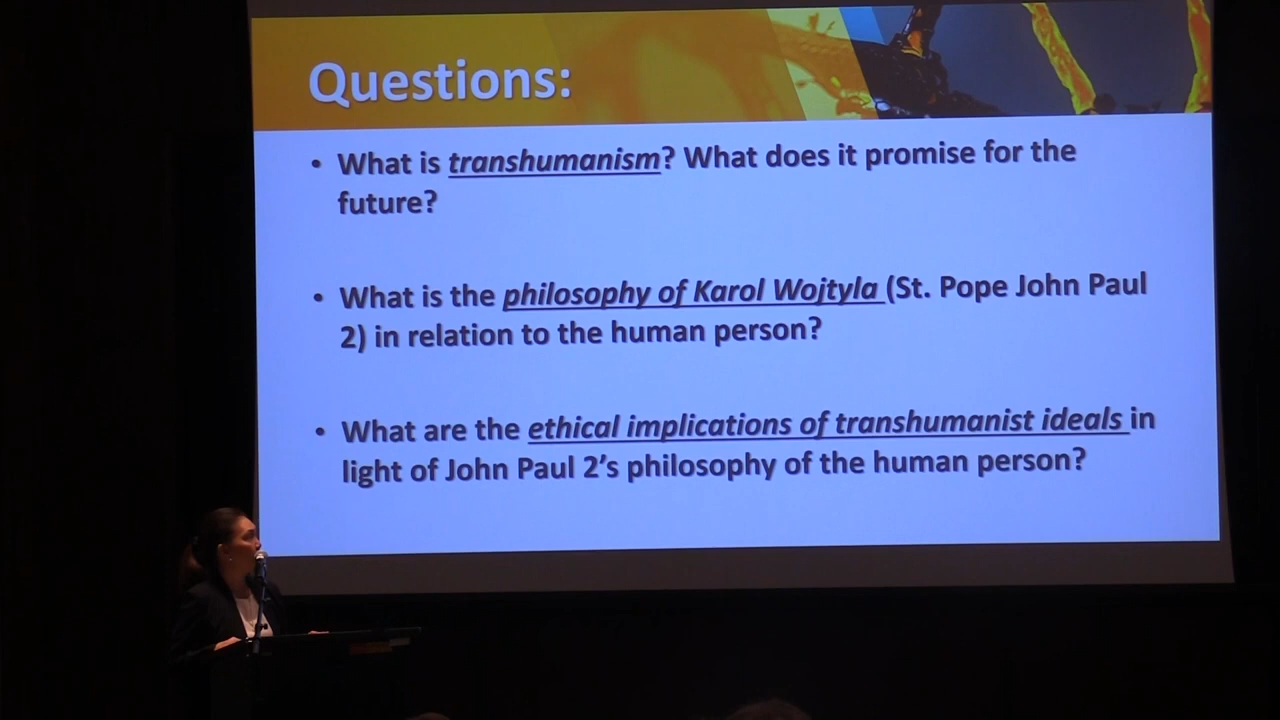 Questions:
• What is transhumanism? What does it promise for the
future?
• What is the philosophy of Karol Wojtyla (St. Pope John Paul
2) in relation to the human person?
• What are the ethical implications of transhumanist ideals in
light of John Paul 2’s philosophy of the human person?